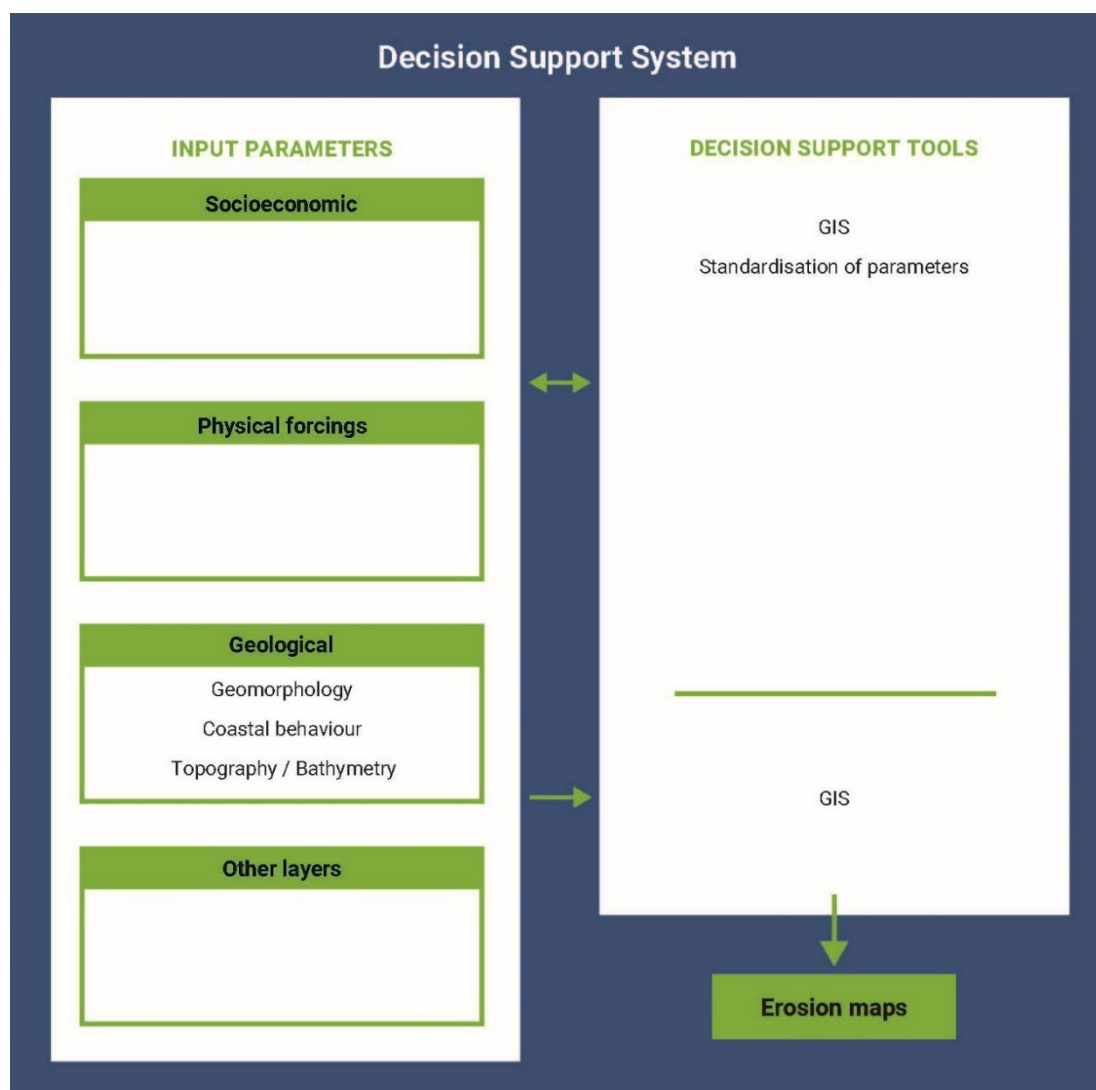 Decision Support System
INPUT PARAMETERS
Socioeconomic
Physical forcings
Geological
Geomorphology
Coastal behaviour
Topography / Bathymetry
Other layers
DECISION SUPPORT TOOLS
GIS
Standardisation of parameters
GIS
Erosion maps